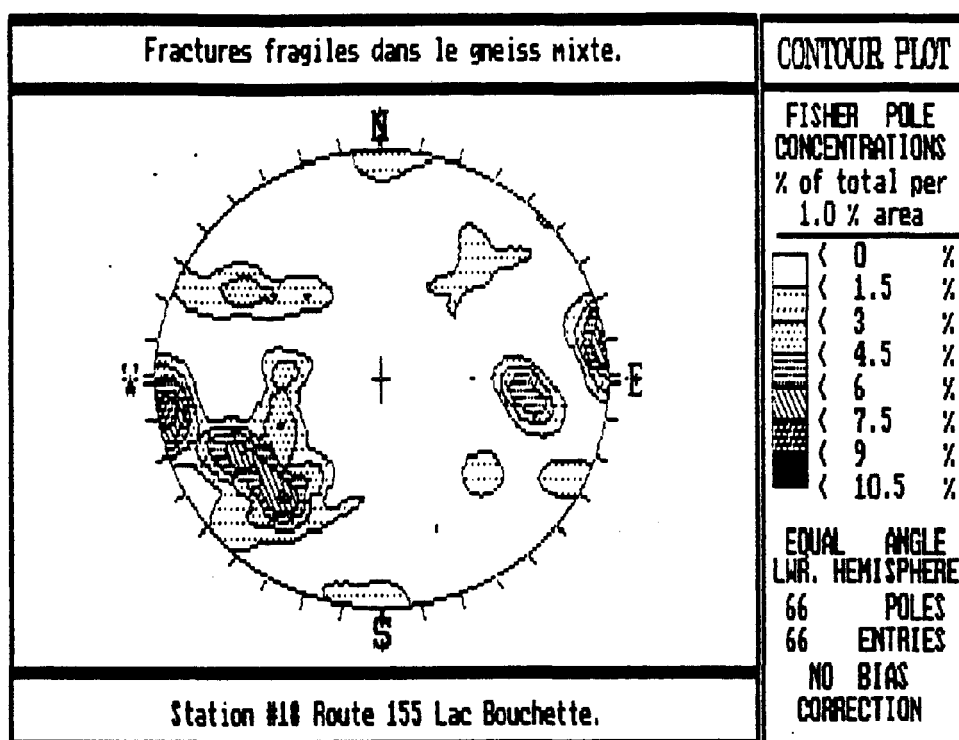 Fractures fragiles dans le gneiss mixte.
N
W
E
S
Station #10 Route 155 Lac Bouchette.
CONTOUR PLOT
FISHER POLE
CONCENTRATIONS
% of total per
1.0 % area
< 0 %
< 1.5 %
< 3 %
< 4.5 %
< 6 %
< 7.5 %
< 9 %
< 10.5 %
EQUAL ANGLE
LWR. HEMISPHERE
66 POLES
66 ENTRIES
NO BIAS
CORRECTION